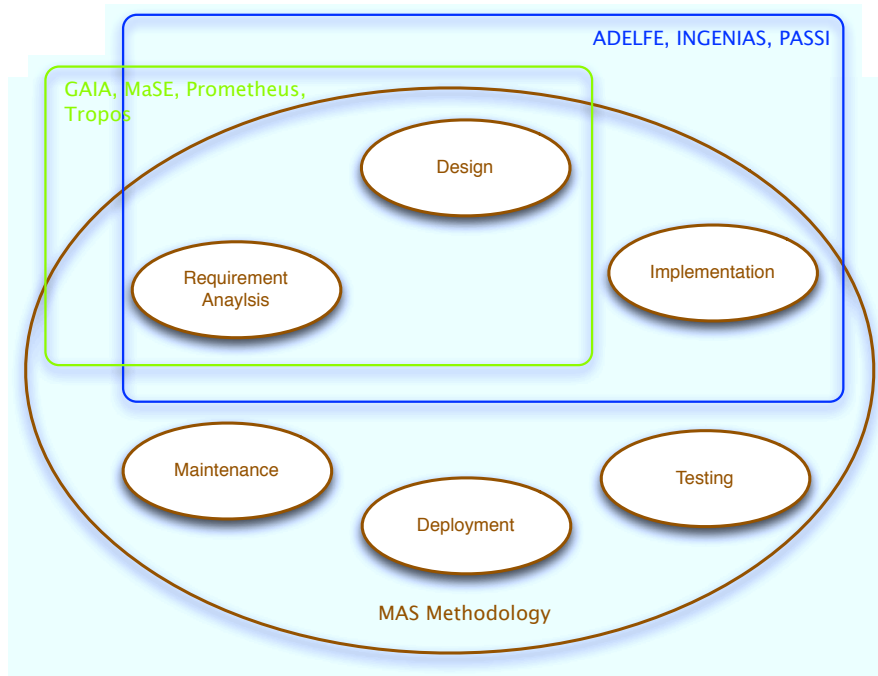 ADELFE, INGENIAS, PASSI
GAIA, MaSE, Prometheus,
Tropos
Design
Requirement
Anaylsis
Implementation
Maintenance
Testing
Deployment
MAS Methodology